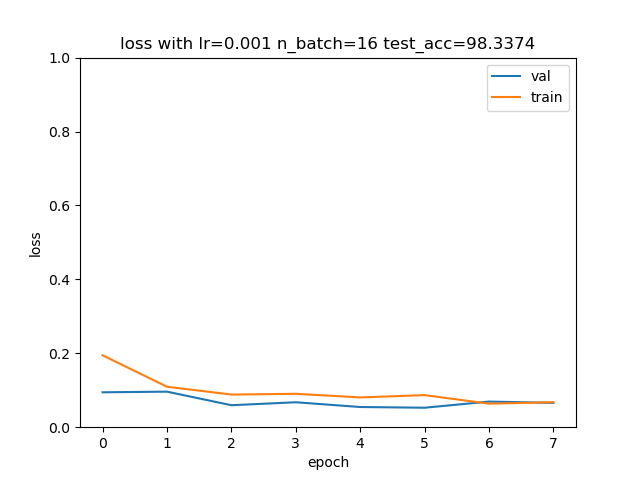 loss with lr=0.001 n_batch=16 test_acc=98.3374
1.0
0.8
0.6
0.4
0.2
0.0
loss
val
train
0 1 2 3 4 5 6 7
epoch